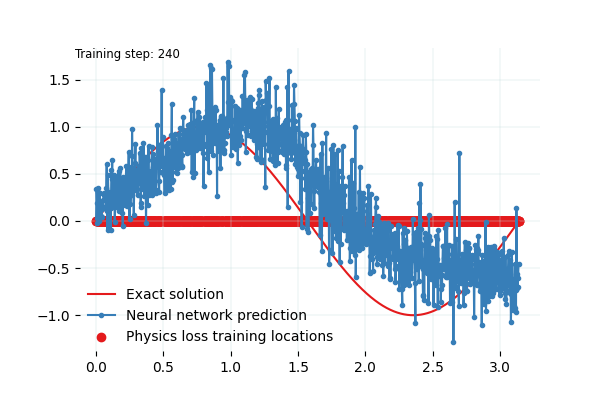 Training step: 240
1.5
1.0
0.5
0.0
−0.5
−1.0
Exact solution
Neural network prediction
Physics loss training locations
0.0 0.5 1.0 1.5 2.0 2.5 3.0